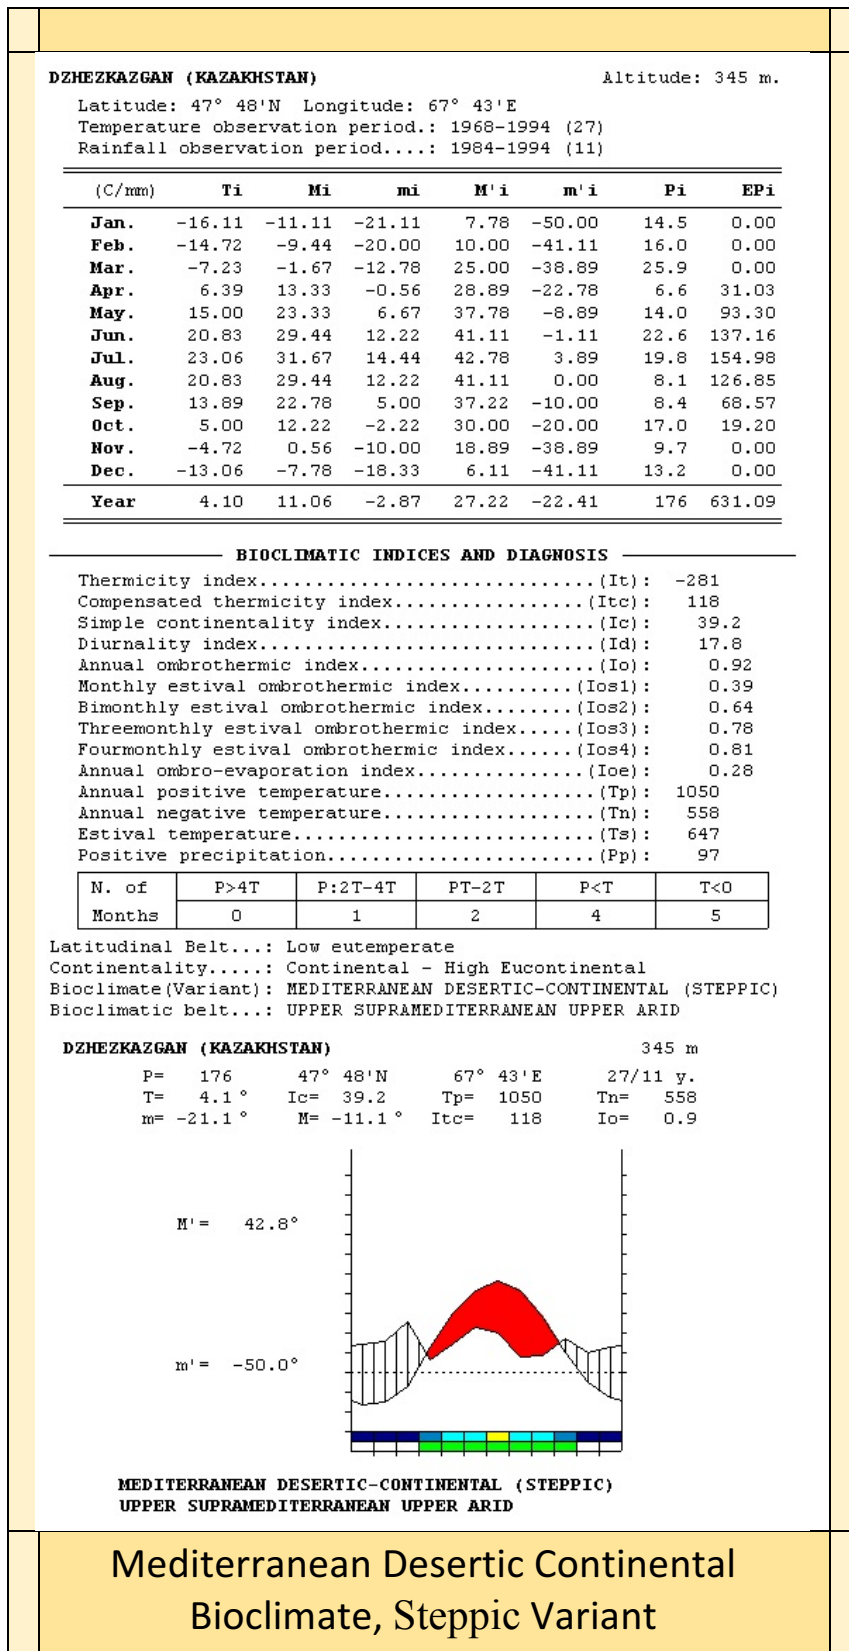 DZHEZKAZGAN (KAZAKHSTAN) Altitude: 345 m.
Latitude: 47° 48'N Longitude: 67° 43'E
Temperature observation period.: 1968-1994 (27)
Rainfall observation period....: 1984-1994 (11)
(C/mm) Ti Mi mi M'i m'i Pi EPi
Jan. -16.11 -11.11 -21.11 7.78 -50.00 14.5 0.00
Feb. -14.72 -9.44 -20.00 10.00 -41.11 16.0 0.00
Mar. -7.23 -1.67 -12.78 25.00 -38.89 25.9 0.00
Apr. 6.39 13.33 -0.56 28.89 -22.78 6.6 31.03
May. 15.00 23.33 6.67 37.78 -8.89 14.0 93.30
Jun. 20.83 29.44 12.22 41.11 -1.11 22.6 137.16
Jul. 23.06 31.67 14.44 42.78 3.89 19.8 154.98
Aug. 20.83 29.44 12.22 41.11 0.00 8.1 126.85
Sep. 13.89 22.78 5.00 37.22 -10.00 8.4 68.57
Oct. 5.00 12.22 -2.22 30.00 -20.00 17.0 19.20
Nov. -4.72 0.56 -10.00 18.89 -38.89 9.7 0.00
Dec. -13.06 -7.78 -18.33 6.11 -41.11 13.2 0.00
Year 4.10 11.06 -2.87 27.22 -22.41 176 631.09
BIOCLIMATIC INDICES AND DIAGNOSIS
Thermicity index.............................(It): -281
Compensated thermicity index.................(Itc): 118
Simple continentality index..................(Ic): 39.2
Diurnality index.............................(Id): 17.8
Annual ombrothermic index....................(Io): 0.92
Monthly estival ombrothermic index..........(Ios1): 0.39
Bimonthly estival ombrothermic index........(Ios2): 0.64
Threemonthly estival ombrothermic index.....(Ios3): 0.78
Fourmonthly estival ombrothermic index......(Ios4): 0.81
Annual ombro-evaporation index..............(Ioe): 0.28
Annual positive temperature..................(Tp): 1050
Annual negative temperature..................(Tn): 558
Estival temperature..........................(Ts): 647
Positive precipitation.......................(Pp): 97
N. of P>4T P:2T-4T PT-2T P<T T<0
Months 0 1 2 4 5
Latitudinal Belt...: Low eutemperate
Continentality.....: Continental - High Eucontinental
Bioclimate(Variant): MEDITERRANEAN DESERTIC-CONTINENTAL (STEPPIC)
Bioclimatic belt...: UPPER SUPRAMEDITERRANEAN UPPER ARID
DZHEZKAZGAN (KAZAKHSTAN) 345 m
P= 176 47° 48'N 67° 43'E 27/11 y.
T= 4.1° Ic= 39.2 Tp= 1050 Tn= 558
m= -21.1° M= -11.1° Itc= 118 Io= 0.9
M'= 42.8°
m'= -50.0°
MEDITERRANEAN DESERTIC-CONTINENTAL (STEPPIC)
UPPER SUPRAMEDITERRANEAN UPPER ARID
Mediterranean Desertic Continental
Bioclimate, Steppic Variant